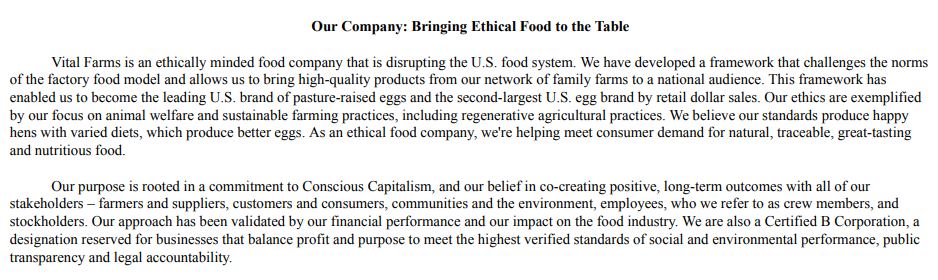 Our Company: Bringing Ethical Food to the Table
Vital Farms is an ethically minded food company that is disrupting the U.S. food system. We have developed a framework that challenges the norms
of the factory food model and allows us to bring high-quality products from our network of family farms to a national audience. This framework has
enabled us to become the leading U.S. brand of pasture-raised eggs and the second-largest U.S. egg brand by retail dollar sales. Our ethics are exemplified
by our focus on animal welfare and sustainable farming practices, including regenerative agricultural practices. We believe our standards produce happy
hens with varied diets, which produce better eggs. As an ethical food company, we're helping meet consumer demand for natural, traceable, great-tasting
and nutritious food.
Our purpose is rooted in a commitment to Conscious Capitalism, and our belief in co-creating positive, long-term outcomes with all of our
stakeholders – farmers and suppliers, customers and consumers, communities and the environment, employees, who we refer to as crew members, and
stockholders. Our approach has been validated by our financial performance and our impact on the food industry. We are also a Certified B Corporation, a
designation reserved for businesses that balance profit and purpose to meet the highest verified standards of social and environmental performance, public
transparency and legal accountability.